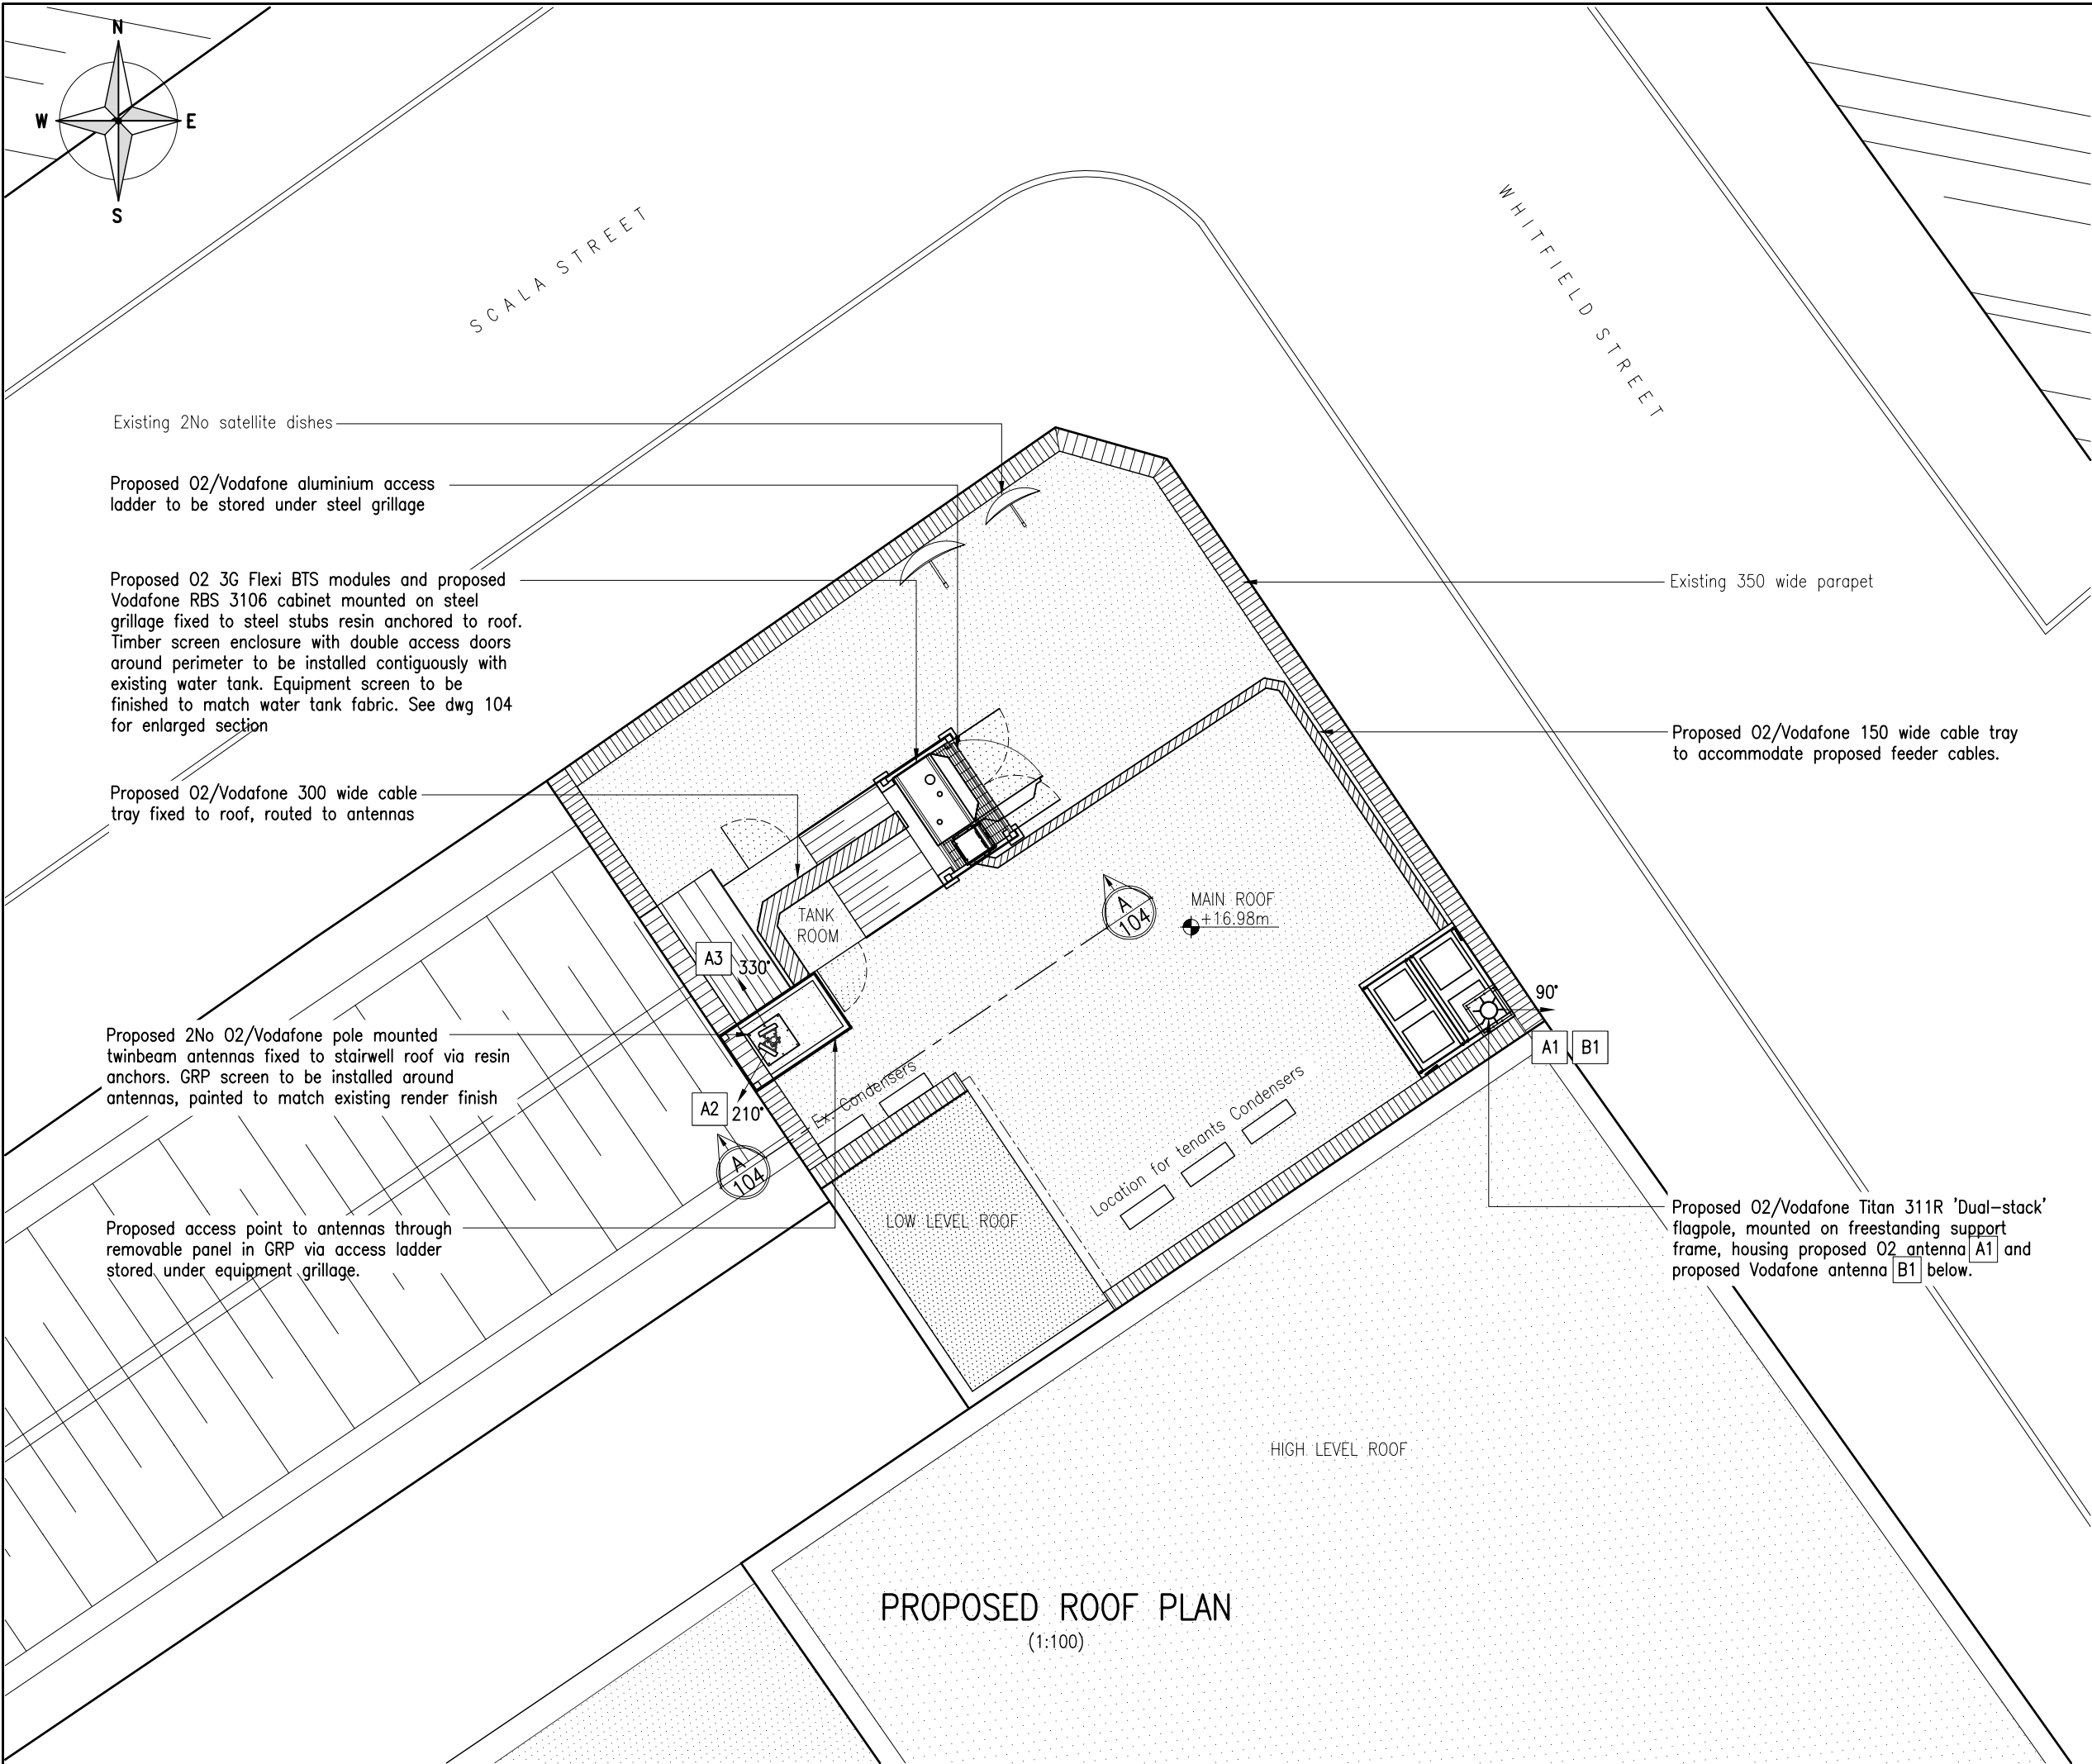 N
W
E
S
SCALA STREET
WHITFIELD STREET
Existing 2No satellite dishes
Proposed O2/Vodafone aluminium access
ladder to be stored under steel grillage
Proposed O2 3G Flexi BTS modules and proposed
Vodafone RBS 3106 cabinet mounted on steel
grillage fixed to steel stubs resin anchored to roof.
Timber screen enclosure with double access doors
around perimeter to be installed contiguously with
existing water tank. Equipment screen to be
finished to match water tank fabric. See dwg 104
for enlarged section
Existing 350 wide parapet
Proposed O2/Vodafone 150 wide cable tray
to accommodate proposed feeder cables.
Proposed O2/Vodafone 300 wide cable
tray fixed to roof, routed to antennas
TANK
ROOM
A
104
MAIN ROOF
+16.98m
A3
330°
90°
A1
B1
Proposed 2No O2/Vodafone pole mounted
twinbeam antennas fixed to stairwell roof via resin
anchors. GRP screen to be installed around
antennas, painted to match existing render finish
A2
210°
A
104
Ex. Condensers
Location for tenants Condensers
Proposed access point to antennas through
removable panel in GRP via access ladder
stored under equipment grillage.
LOW LEVEL ROOF
Proposed O2/Vodafone Titan 311R 'Dual-stack'
flagpole, mounted on freestanding support
frame, housing proposed O2 antenna A1 and
proposed Vodafone antenna B1 below.
HIGH LEVEL ROOF
PROPOSED ROOF PLAN
(1:100)